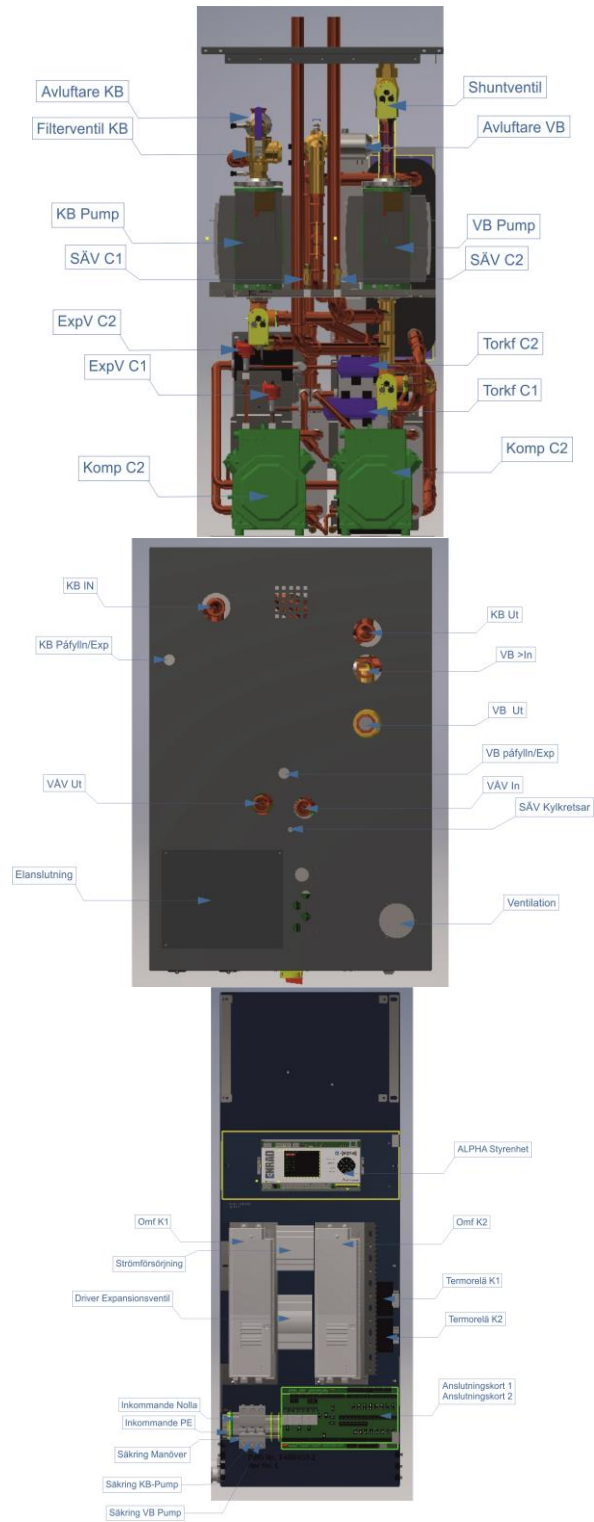 Avluftare KB
Shuntventil
Filterventil KB
Avluftare VB
KB Pump
VB Pump
SÄV C1
SÄV C2
ExpV C2
ExpV C1
Torkf C2
Torkf C1
Komp C2
Komp C2
KB IN
KB Ut
KB Påfylln/Exp
VB >In
VB Ut
VB påfylln/Exp
VÅV Ut
VÅV In
SÄV Kylkretsar
Elanslutning
Ventilation
ENRAD
ALPHA Styrenhet
Omf K1
Omf K2
Strömförsörjning
Termorelä K1
Driver Expansionsventil
Termorelä K2
Anslutningskort 1
Anslutningskort 2
Inkommande Nolla
Inkommande PE
Säkring Manöver
Säkring KB-Pump
Säkring VB Pump